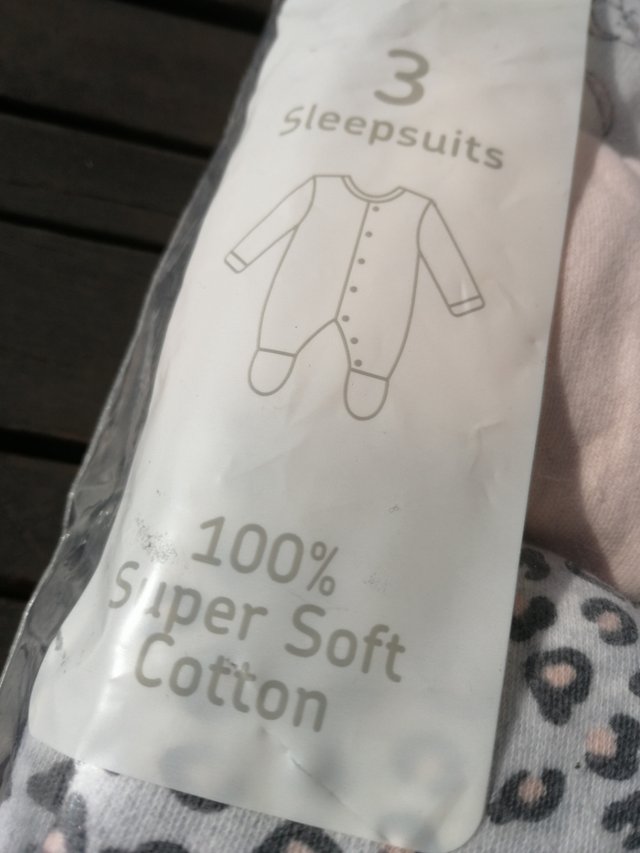 3
Sleepsuits
100%
Super Soft
Cotton